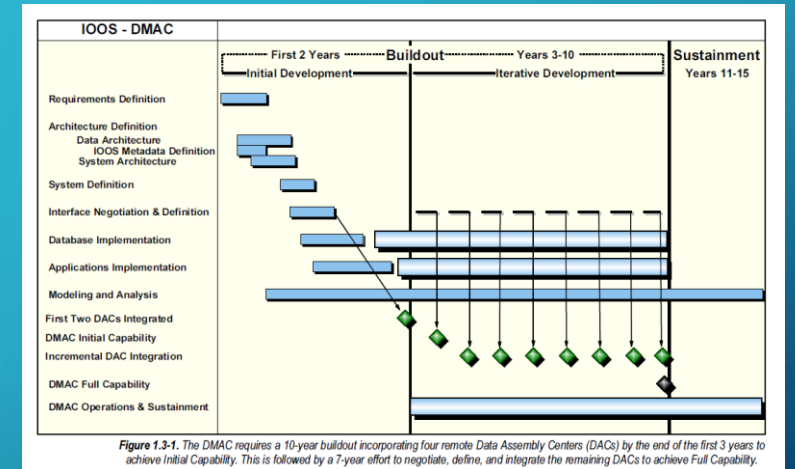 IOOS - DMAC
First 2 Years Buildout Years 3-10 Sustainment
Initial Development Iterative Development Years 11-15
Requirements Definition
Architecture Definition
Data Architecture
IOOS Metadata Definition
System Architecture
System Definition
Interface Negotiation & Definition
Database Implementation
Applications Implementation
Modeling and Analysis
First Two DACs Integrated
DMAC Initial Capability
Incremental DAC Integration
DMAC Full Capability
DMAC Operations & Sustainment
Figure 1.3-1. The DMAC requires a 10-year buildout incorporating four remote Data Assembly Centers (DACs) by the end of the first 3 years to
achieve Initial Capability. This is followed by a 7-year effort to negotiate, define, and integrate the remaining DACs to achieve Full Capability.